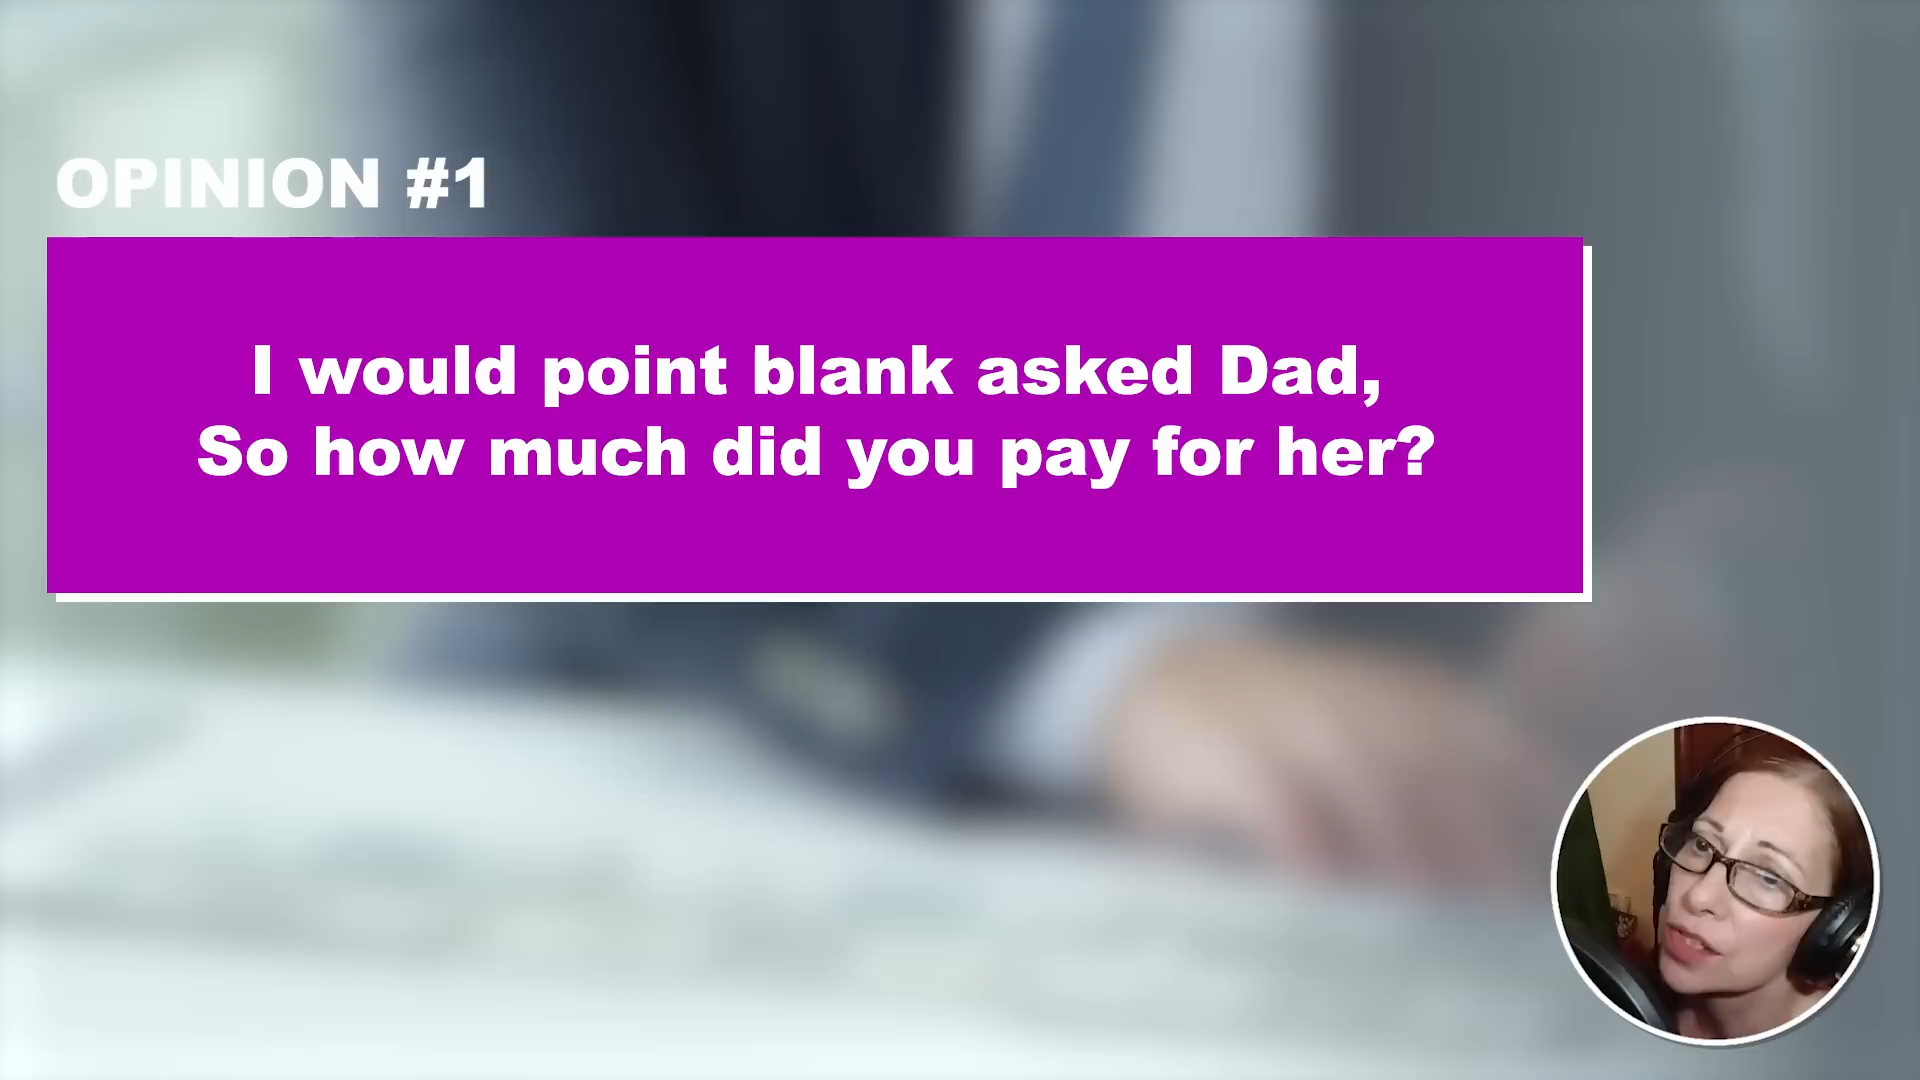 OPINION #1
I would point blank asked Dad,
So how much did you pay for her?